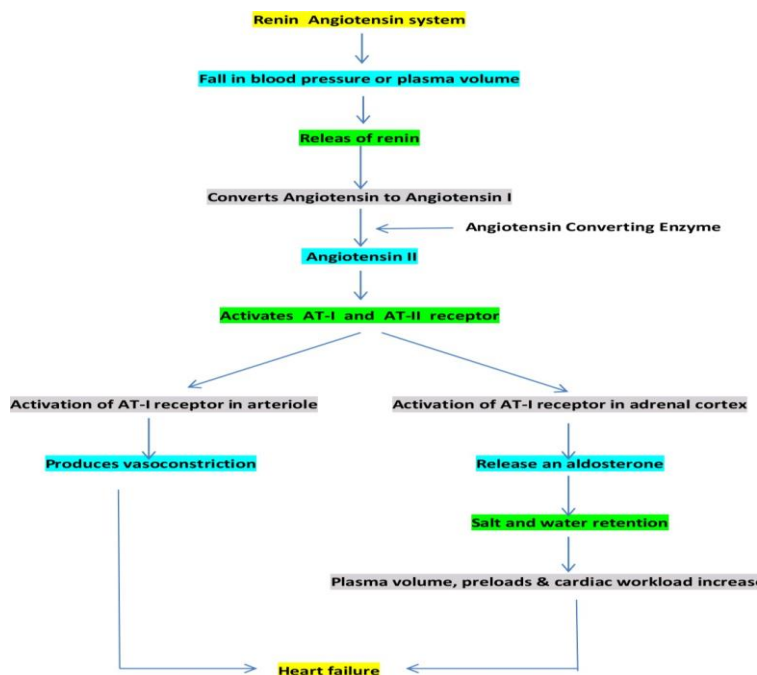 Renin Angiotensin system
Fall in blood pressure or plasma volume
Releas of renin
Converts Angiotensin to Angiotensin I
Angiotensin Converting Enzyme
Angiotensin II
Activates AT-I and AT-II receptor
Activation of AT-I receptor in arteriole
Activation of AT-I receptor in adrenal cortex
Produces vasoconstriction
Release an aldosterone
Salt and water retention
Plasma volume, preloads & cardiac workload increase
Heart failure